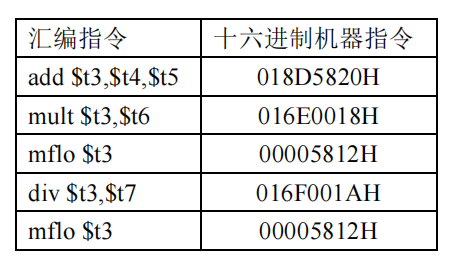 汇编指令 十六进制机器指令
add $t3,$t4,$t5 018D5820H
mult $t3,$t6 016E0018H
mflo $t3 00005812H
div $t3,$t7 016F001AH
mflo $t3 00005812H